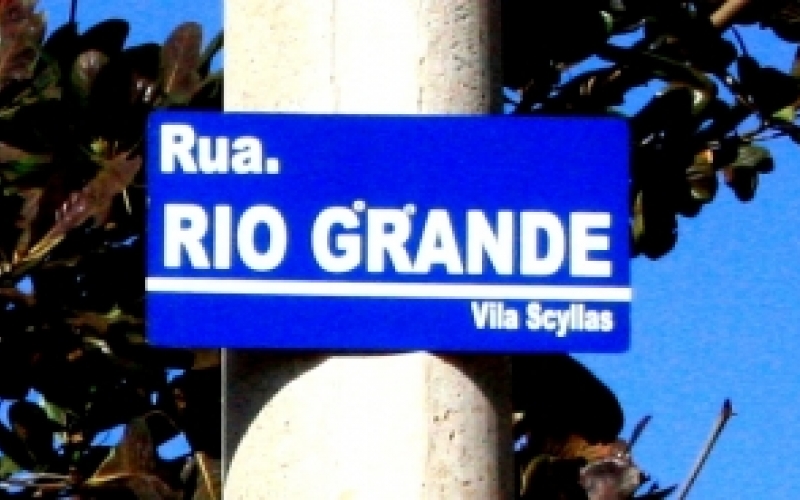 Rua.
RIO GRANDE
Vila Scyllas